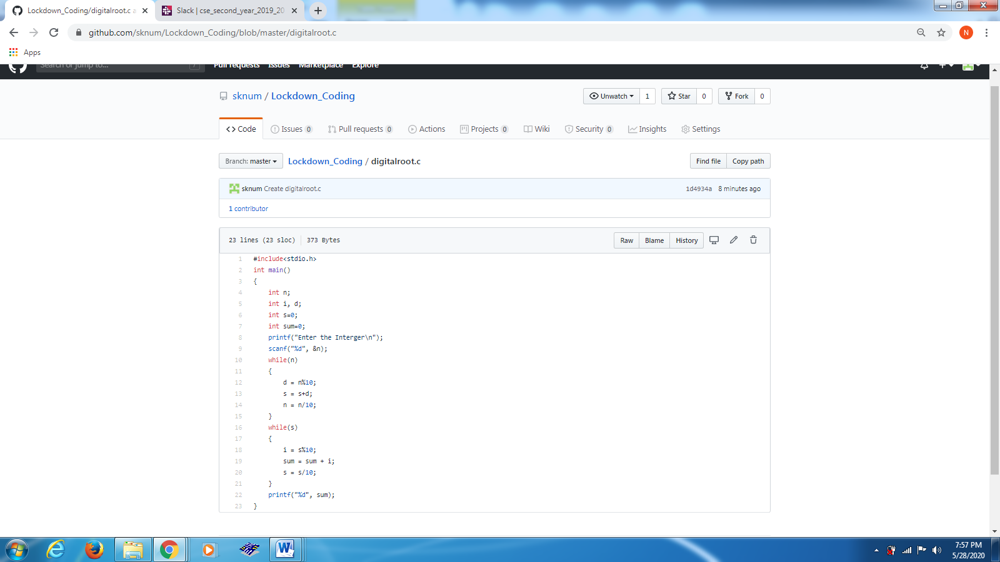 Lockdown_Coding/digitalroot.c a
Slack | cse_second_year_2019_20
github.com/sknum/Lockdown_Coding/blob/master/digitalroot.c
N
Apps
Search or jump to...
/
Pull requests Issues Marketplace Explore
sknum / Lockdown_Coding
Unwatch 1 Star 0 Fork 0
Code Issues 0 Pull requests 0 Actions Projects 0 Wiki Security 0 Insights Settings
Branch: master Lockdown_Coding / digitalroot.c Find file Copy path
sknum Create digitalroot.c 1d4934a 8 minutes ago
1 contributor
23 lines (23 sloc) 373 Bytes Raw Blame History
1 #include<stdio.h>
2 int main()
3 {
4 int n;
5 int i, d;
6 int s=0;
7 int sum=0;
8 printf("Enter the Interger\n");
9 scanf("%d", &n);
10 while(n)
11 {
12 d = n%10;
13 s = s+d;
14 n = n/10;
15 }
16 while(s)
17 {
18 i = s%10;
19 sum = sum + i;
20 s = s/10;
21 }
22 printf("%d", sum);
23 }
7:57 PM
5/28/2020